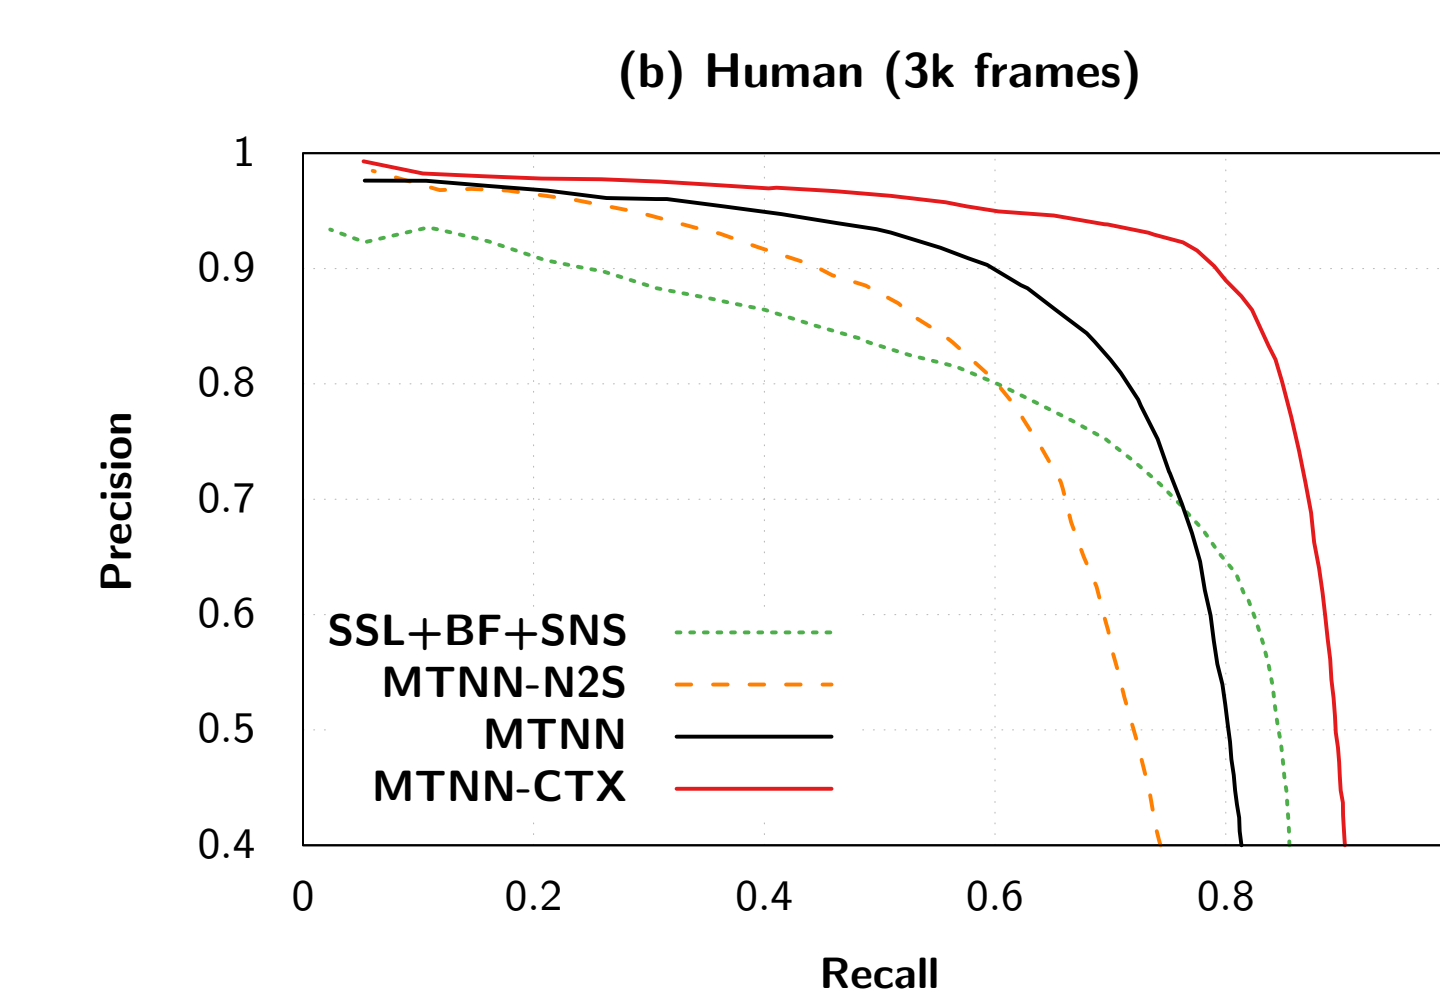 (b) Human (3k frames)
1
0.9
0.8
0.7
0.6
0.5
0.4
Precision
SSL+BF+SNS
MTNN-N2S
MTNN
MTNN-CTX
0 0.2 0.4 0.6 0.8
Recall